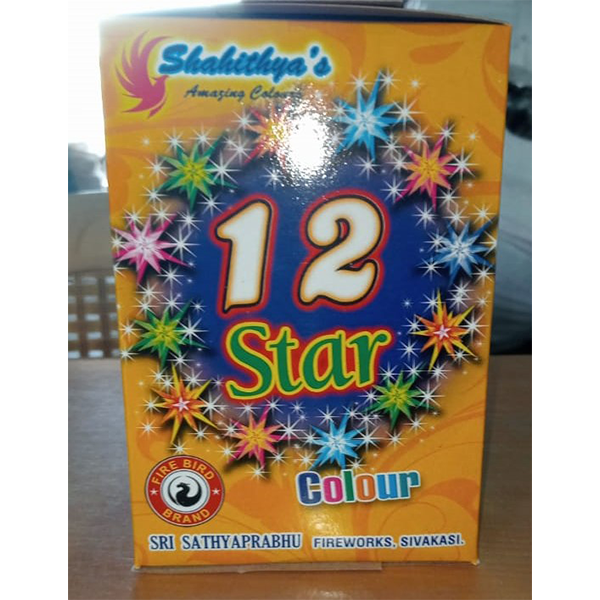 Shahithya's
Amazing Colours
12
Star
Colour
FIRE BIRD
BRAND
SRI SATHYAPRABHU FIREWORKS, SIVAKASI.